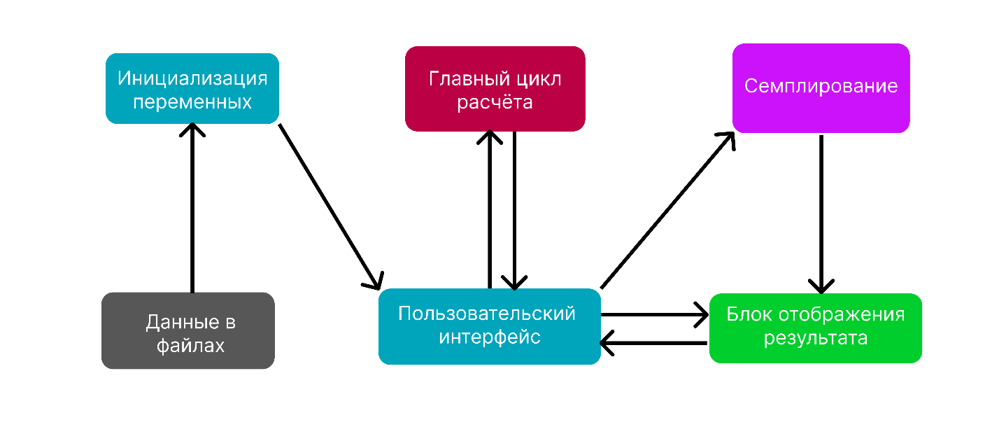 Инициализация
переменных
Главный цикл
расчёта
Семплирование
Данные в
файлах
Пользовательский
интерфейс
Блок отображения
результата